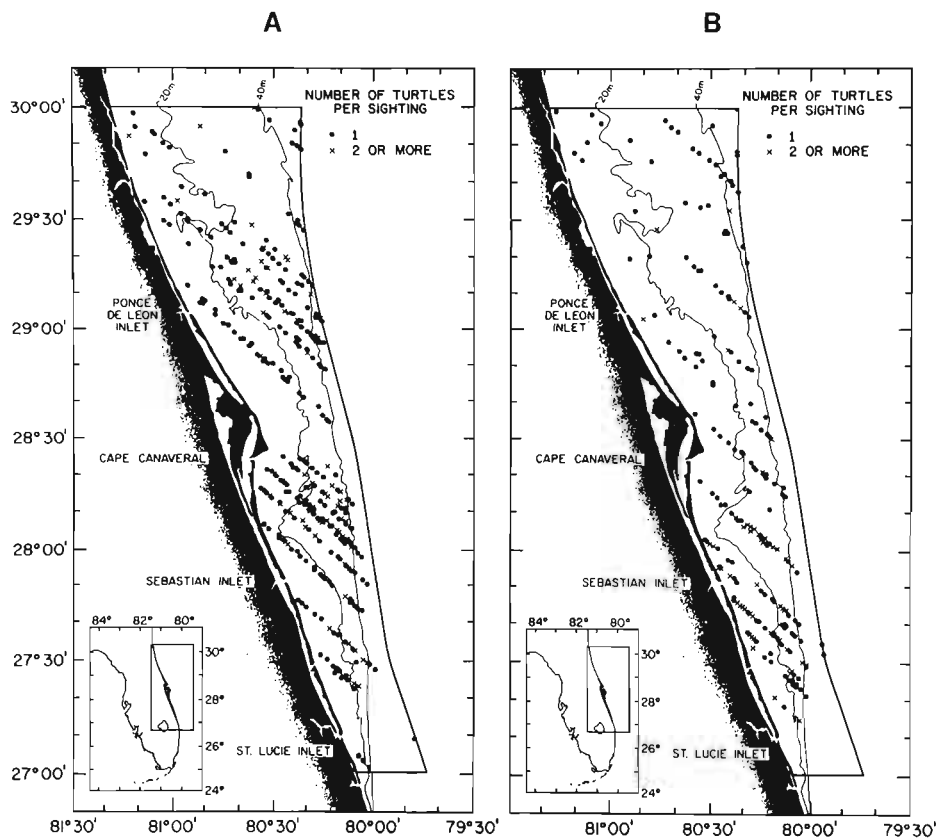 A
B
20m
40m
NUMBER OF TURTLES
PER SIGHTING
• 1
× 2 OR MORE
30°00'
29°30'
29°00'
28°30'
28°00'
27°30'
27°00'
PONCE
DE LEON
INLET
CAPE CANAVERAL
SEBASTIAN INLET
ST. LUCIE INLET
84° 82° 80°
30°
28°
26°
24°
81°30' 81°00' 80°30' 80°00' 79°30'
20m
40m
NUMBER OF TURTLES
PER SIGHTING
• 1
× 2 OR MORE
PONCE
DE LEON
INLET
CAPE CANAVERAL
SEBASTIAN INLET
ST. LUCIE INLET
84° 82° 80°
30°
28°
26°
24°
81°00' 80°30' 80°00' 79°30'